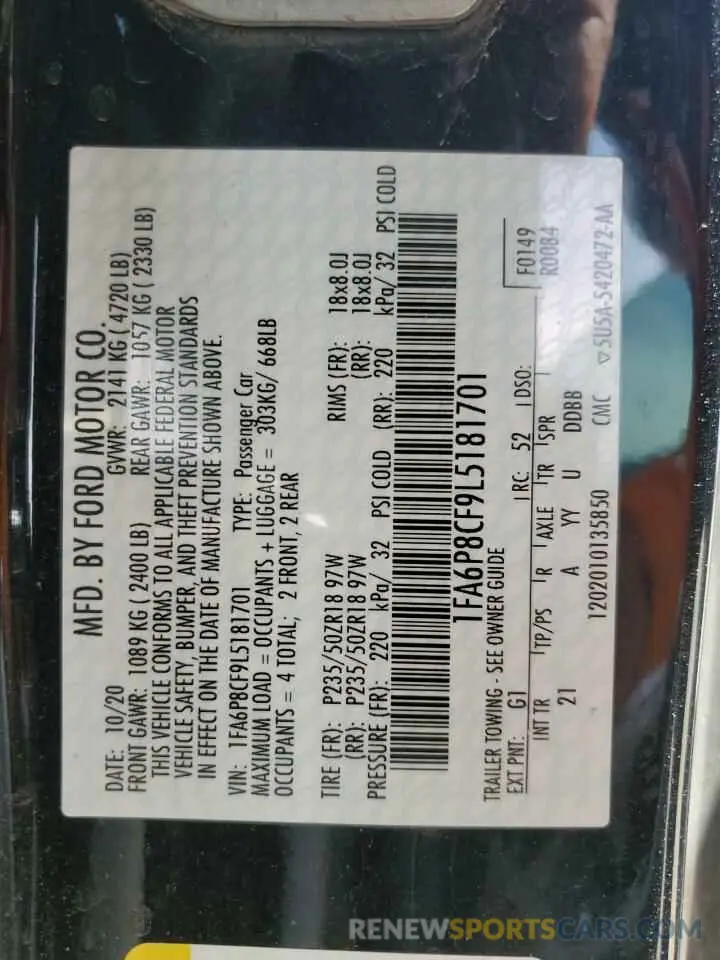 MFD. BY FORD MOTOR CO.
DATE: 10/20 GVWR: 2141 KG ( 4720 LB)
FRONT GAWR: 1089 KG ( 2400 LB) REAR GAWR: 1057 KG ( 2330 LB)
THIS VEHICLE CONFORMS TO ALL APPLICABLE FEDERAL MOTOR
VEHICLE SAFETY, BUMPER, AND THEFT PREVENTION STANDARDS
IN EFFECT ON THE DATE OF MANUFACTURE SHOWN ABOVE.
VIN: 1FA6P8CF9L5181701 TYPE: Passenger Car
MAXIMUM LOAD = OCCUPANTS + LUGGAGE = 303KG/ 668LB
OCCUPANTS = 4 TOTAL; 2 FRONT, 2 REAR
TIRE (FR): P235/50ZR18 97W RIMS (FR): 18x8.0J
(RR): P235/50ZR18 97W (RR): 18x8.0J
PRESSURE (FR): 220 kPa/ 32 PSI COLD (RR): 220 kPa/ 32 PSI COLD
1FA6P8CF9L5181701
TRAILER TOWING - SEE OWNER GUIDE F0149
EXT PNT: G1 RC: 52 DSO: R0084
INT TR TP/PS R AXLE TR SPR
21 A YY U DDBB
1202010135850 CMC ▽5U5A-5420472-AA
RENEWSPORTSCARS.COM